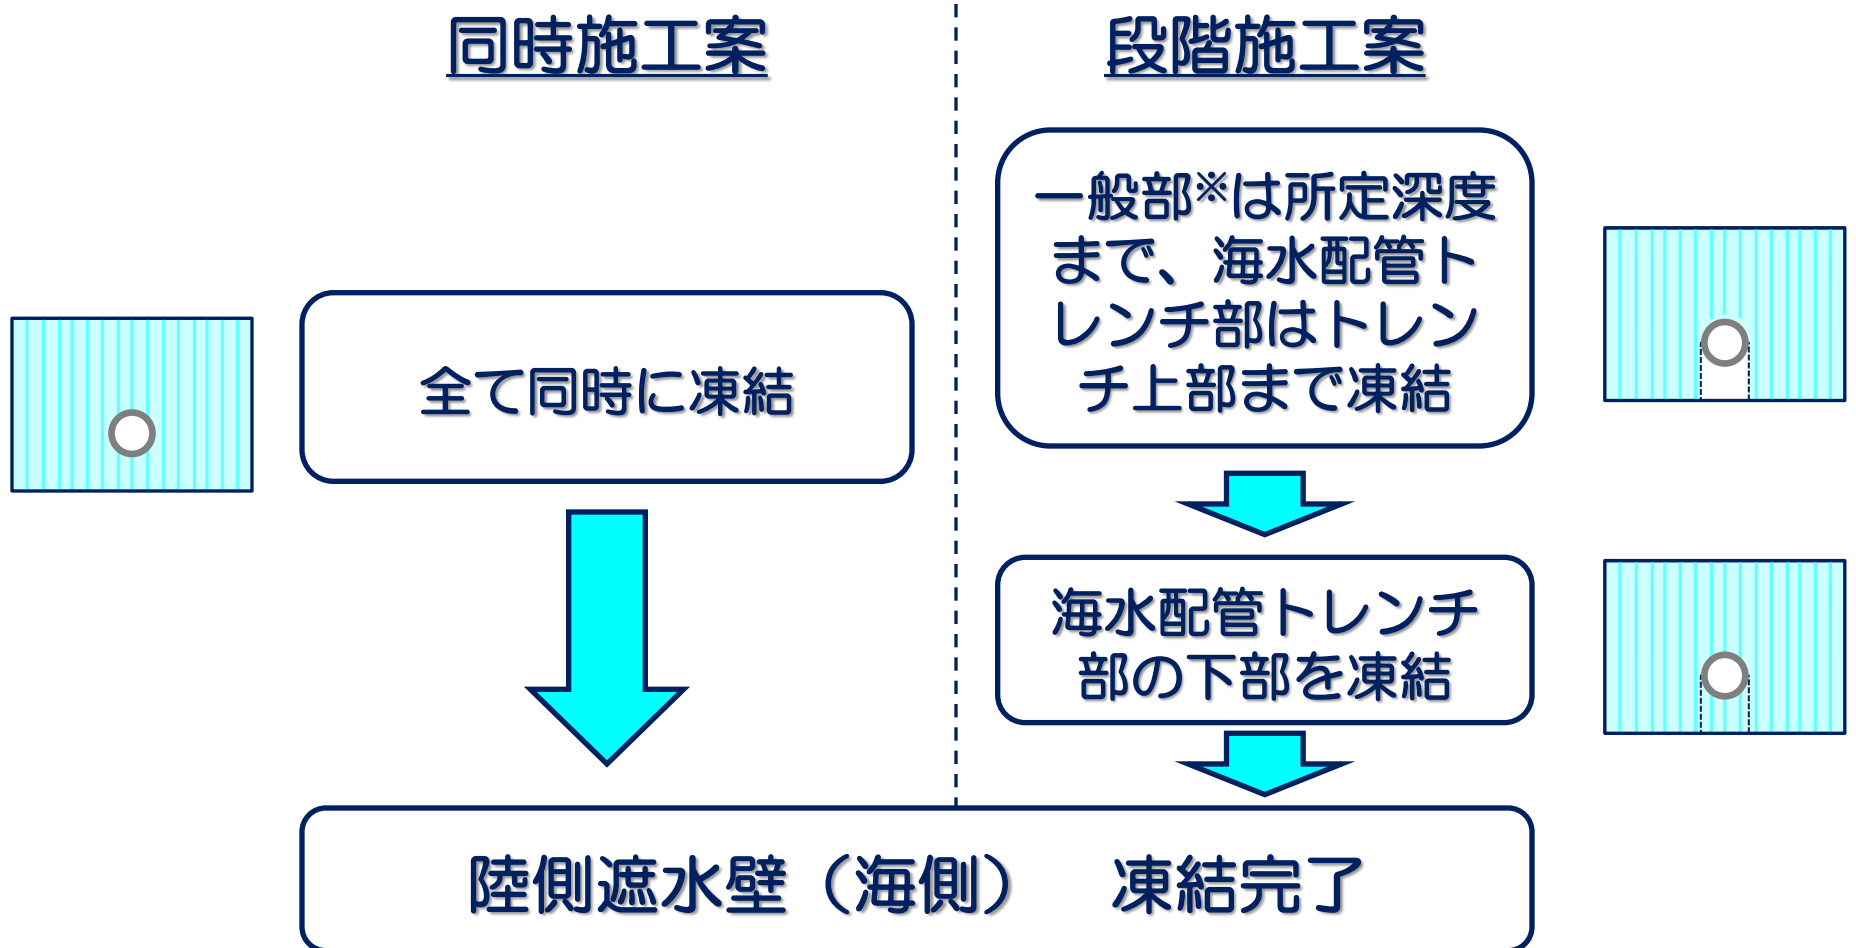 同時施工案
段階施工案
全て同時に凍結
一般部※は所定深度
まで、海水配管ト
レンチ部はトレン
チ上部まで凍結
海水配管トレンチ
部の下部を凍結
陸側遮水壁（海側）　凍結完了